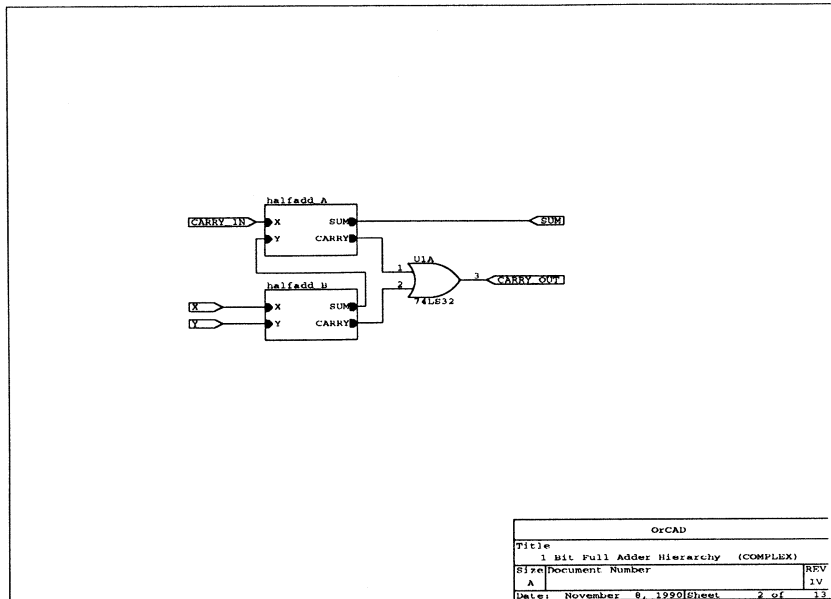 halfadd_A
CARRY_IN
X
SUM
SUM
Y
CARRY
U1A
1
3
CARRY_OUT
2
74LS32
halfadd_B
X
X
SUM
Y
Y
CARRY
OrCAD
Title
1 Bit Full Adder Hierarchy (COMPLEX)
Size Document Number REV
A 1V
Date: November 8, 1990 Sheet 2 of 13